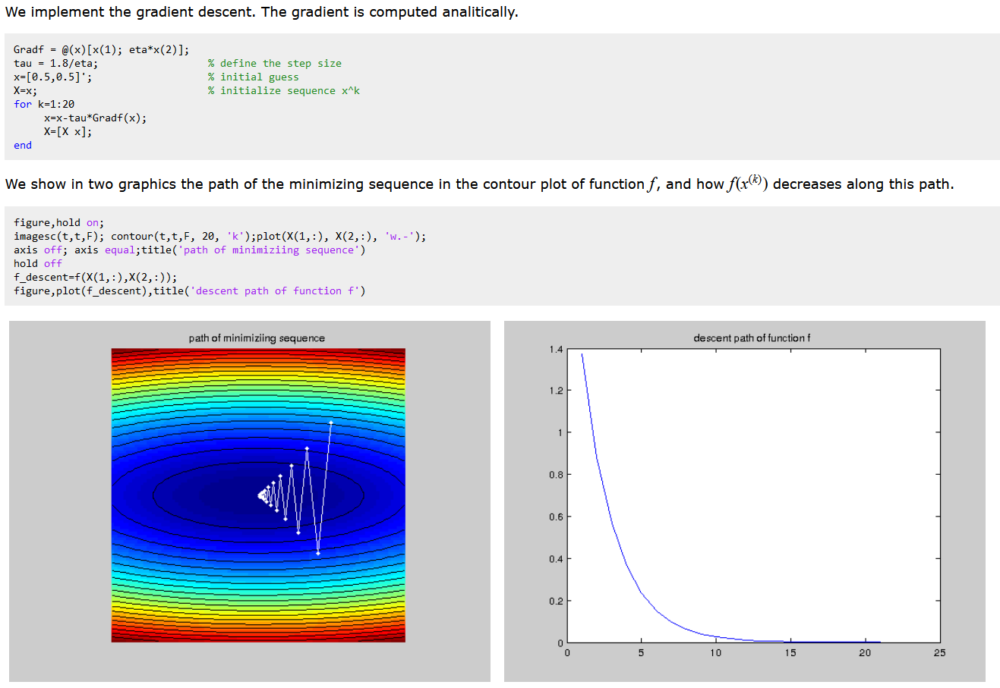 We implement the gradient descent. The gradient is computed analitically.
Gradf = @(x)[x(1); eta*x(2)];
tau = 1.8/eta; % define the step size
x=[0.5,0.5]'; % initial guess
X=x; % initialize sequence x^k
for k=1:20
x=x-tau*Gradf(x);
X=[X x];
end
We show in two graphics the path of the minimizing sequence in the contour plot of function f, and how f(x^(k)) decreases along this path.
figure,hold on;
imagesc(t,t,F); contour(t,t,F, 20, 'k');plot(X(1,:), X(2,:), 'w.-');
axis off; axis equal;title('path of minimiziing sequence')
hold off
f_descent=f(X(1,:),X(2,:));
figure,plot(f_descent),title('descent path of function f')
path of minimiziing sequence
descent path of function f
1.4
1.2
1
0.8
0.6
0.4
0.2
0
0 5 10 15 20 25